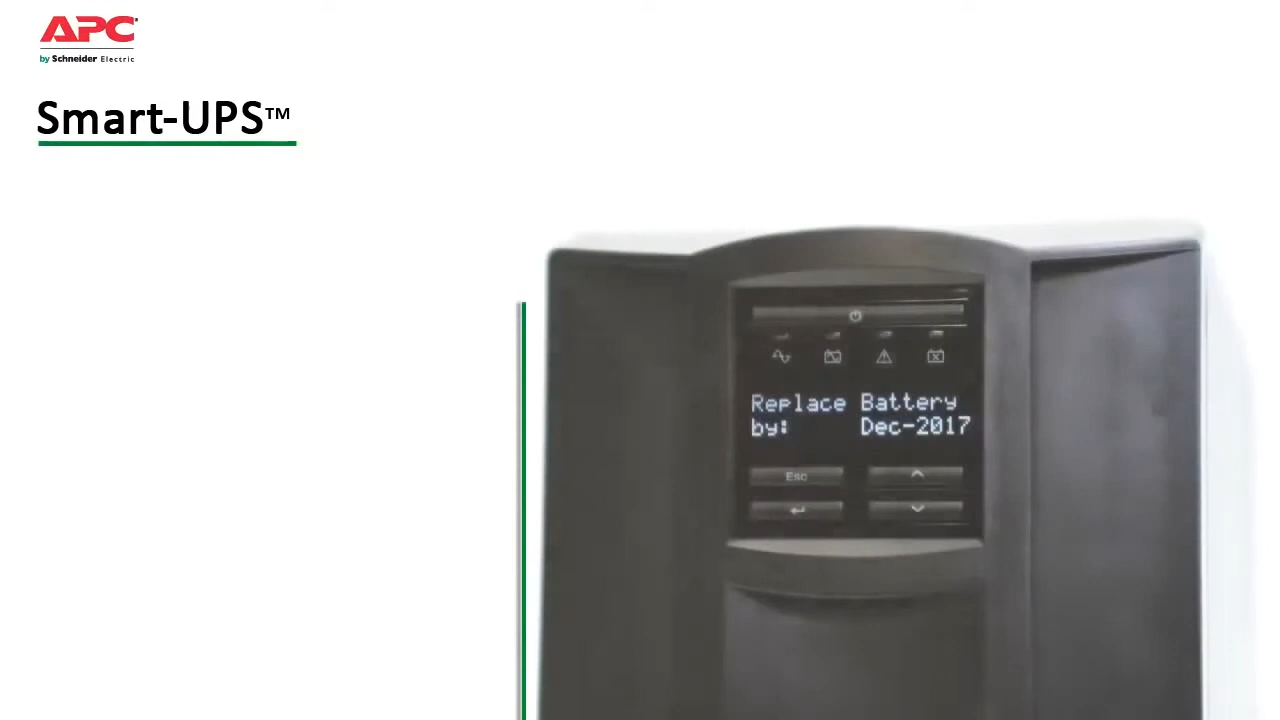 APC®
by Schneider Electric
Smart-UPS™
Replace Battery
by: Dec-2017
Esc